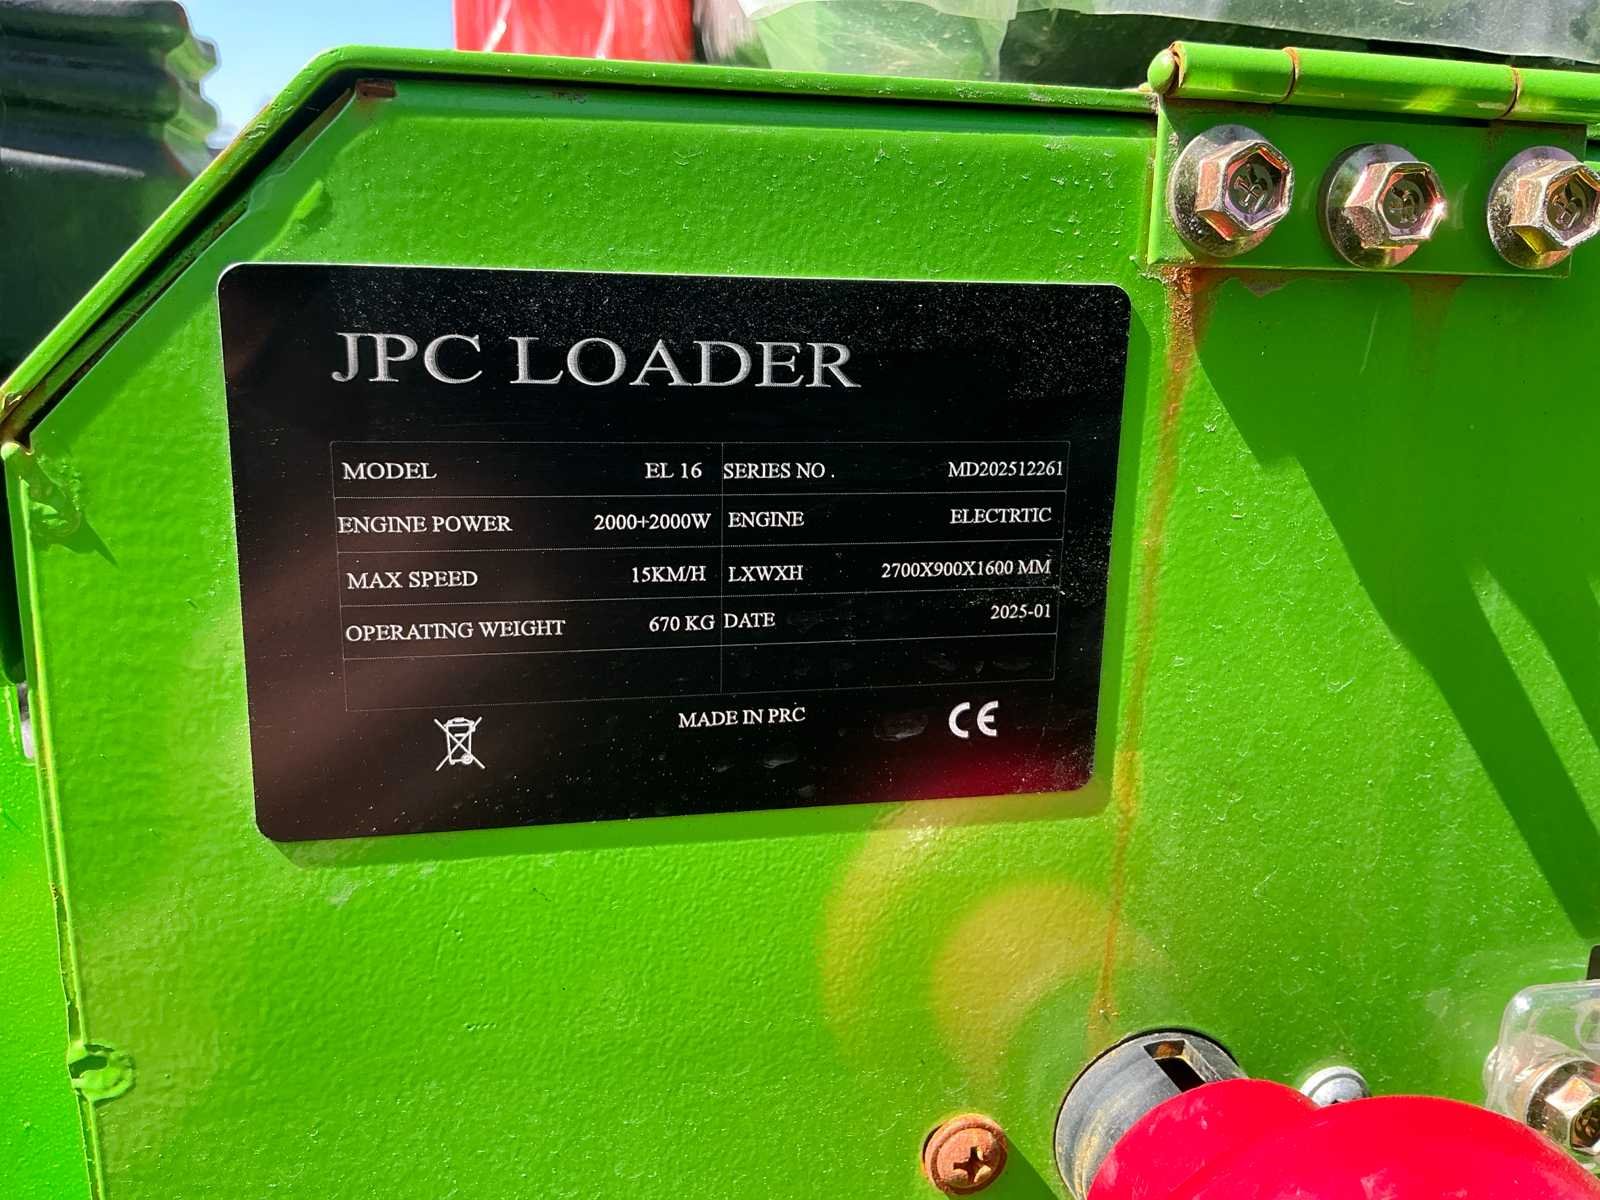 JPC LOADER
MODEL EL 16 SERIES NO . MD202512261
ENGINE POWER 2000+2000W ENGINE ELECTRTIC
MAX SPEED 15KM/H LXWXH 2700X900X1600 MM
OPERATING WEIGHT 670 KG DATE 2025-01
MADE IN PRC CE